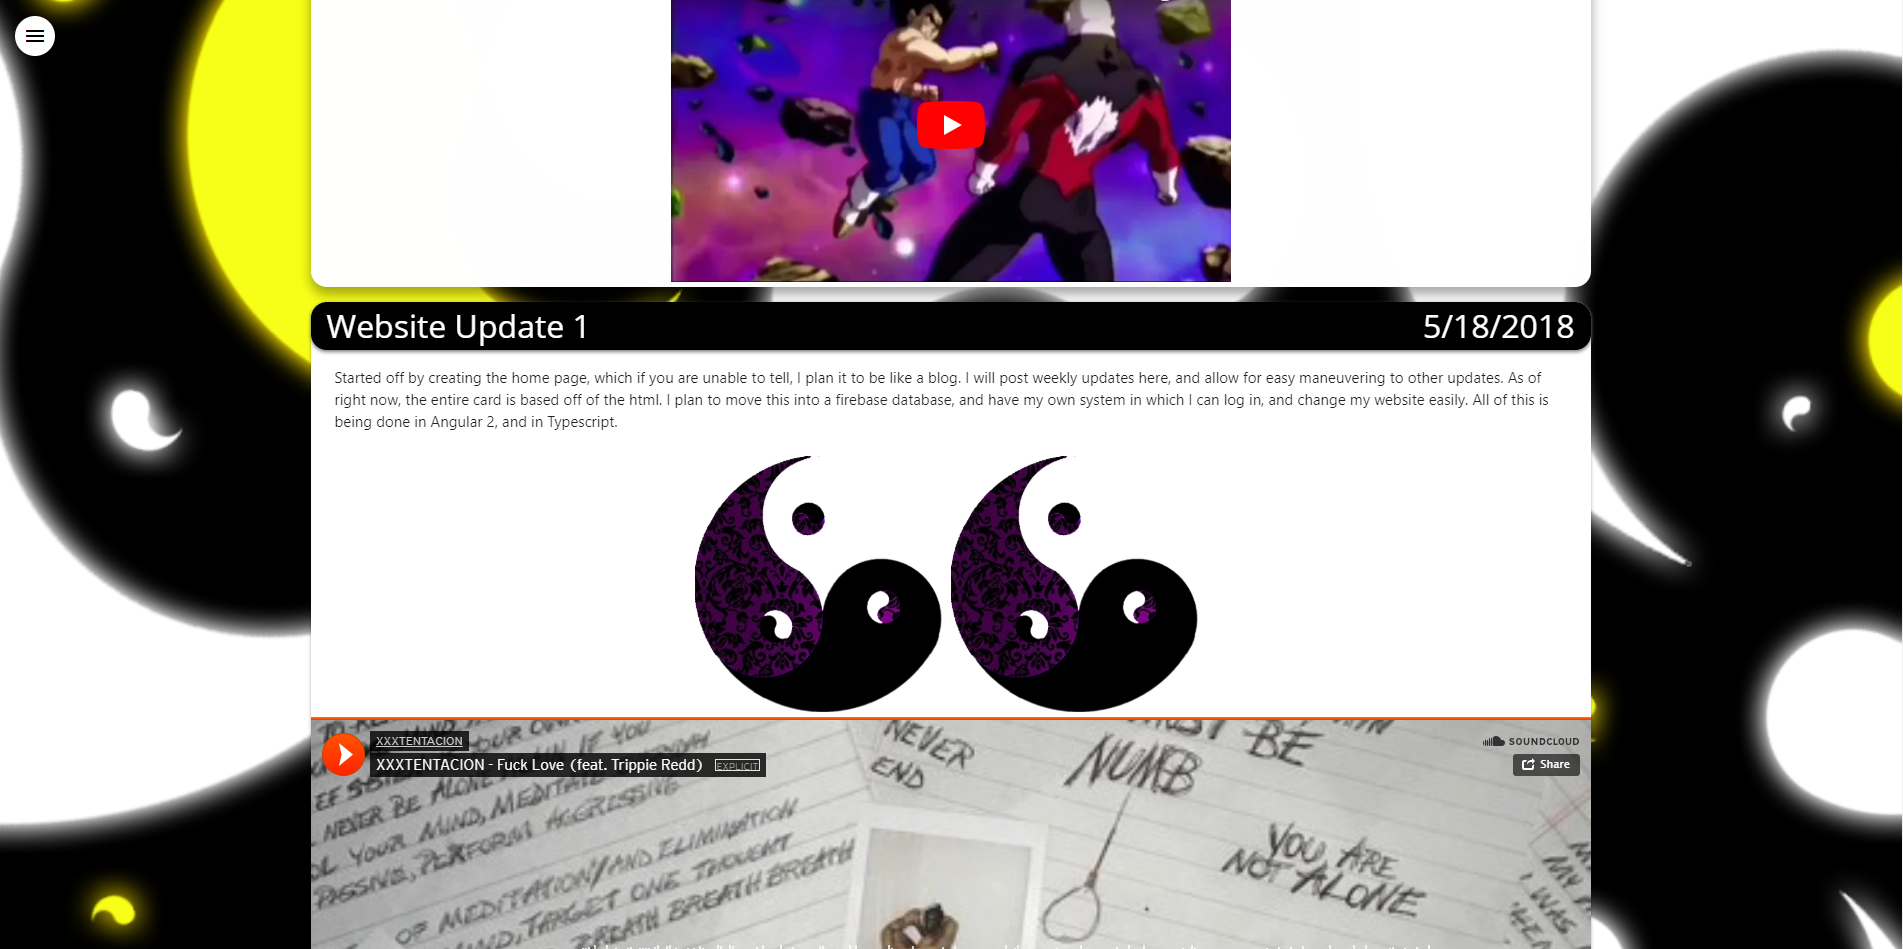 Website Update 1
5/18/2018
Started off by creating the home page, which if you are unable to tell, I plan it to be like a blog. I will post weekly updates here, and allow for easy maneuvering to other updates. As of
right now, the entire card is based off of the html. I plan to move this into a firebase database, and have my own system in which I can log in, and change my website easily. All of this is
being done in Angular 2, and in Typescript.
XXXTENTACION
XXXTENTACION - Fuck Love (feat. Trippie Redd) EXPLICIT
SOUNDCLOUD
Share
IF YOU
NEVER BE ALONE
YOUR MIND, MEDITATE
PASSIVE, PERFORM AGGRESSIVE
OF MEDITATION/AND ELIMINATION
TARGET ONE THOUGHT
BREATH BREATH BREATH
NEVER
END
BE
NUMB
YOU ARE
NOT ALONE
I WAS